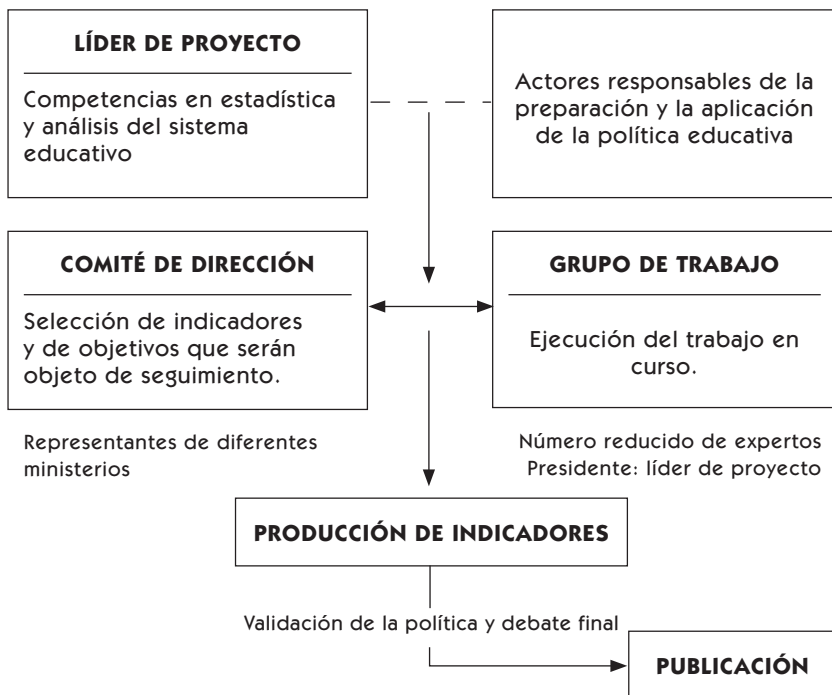 LÍDER DE PROYECTO
Competencias en estadística
y análisis del sistema
educativo
Actores responsables de la
preparación y la aplicación
de la política educativa
COMITÉ DE DIRECCIÓN
Selección de indicadores
y de objetivos que serán
objeto de seguimiento.
GRUPO DE TRABAJO
Ejecución del trabajo en
curso.
Representantes de diferentes
ministerios
Número reducido de expertos
Presidente: líder de proyecto
PRODUCCIÓN DE INDICADORES
Validación de la política y debate final
PUBLICACIÓN